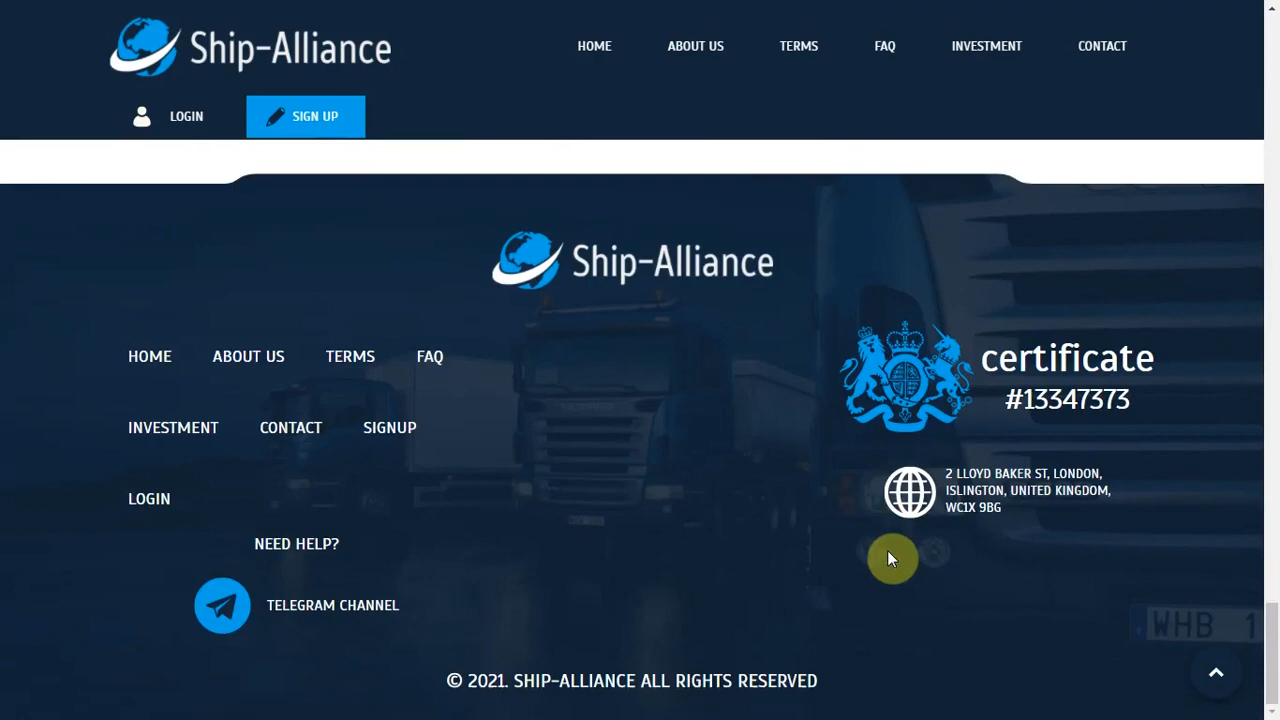 Ship-Alliance
HOME
ABOUT US
TERMS
FAQ
INVESTMENT
CONTACT
LOGIN
SIGN UP
Ship-Alliance
HOME
ABOUT US
TERMS
FAQ
INVESTMENT
CONTACT
SIGNUP
LOGIN
NEED HELP?
TELEGRAM CHANNEL
certificate
#13347373
2 LLOYD BAKER ST, LONDON,
ISLINGTON, UNITED KINGDOM,
WC1X 9BG
WHB 1
© 2021. SHIP-ALLIANCE ALL RIGHTS RESERVED